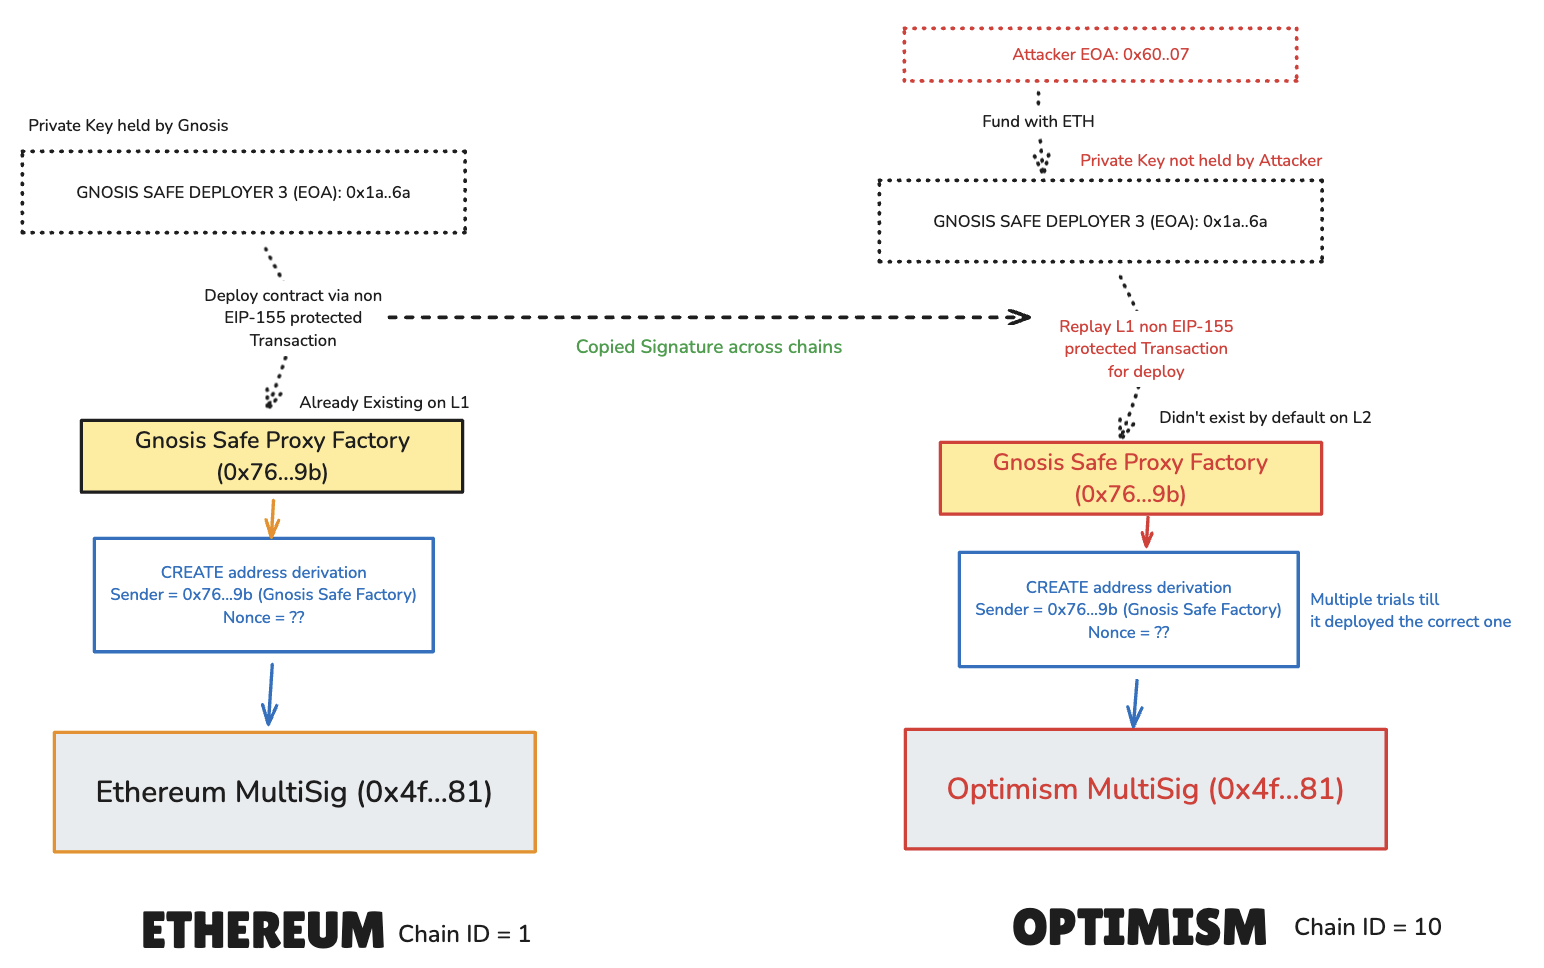 Attacker EOA: 0x60..07
Fund with ETH
Private Key held by Gnosis
Private Key not held by Attacker
GNOSIS SAFE DEPLOYER 3 (EOA): 0x1a..6a
GNOSIS SAFE DEPLOYER 3 (EOA): 0x1a..6a
Deploy contract via non
EIP-155 protected
Transaction
Copied Signature across chains
Replay L1 non EIP-155
protected Transaction
for deploy
Already Existing on L1
Didn't exist by default on L2
Gnosis Safe Proxy Factory
(0x76...9b)
Gnosis Safe Proxy Factory
(0x76...9b)
CREATE address derivation
Sender = 0x76...9b (Gnosis Safe Factory)
Nonce = ??
CREATE address derivation
Sender = 0x76...9b (Gnosis Safe Factory)
Nonce = ??
Multiple trials till
it deployed the correct one
Ethereum MultiSig (0x4f...81)
Optimism MultiSig (0x4f...81)
ETHEREUM Chain ID = 1
OPTIMISM Chain ID = 10